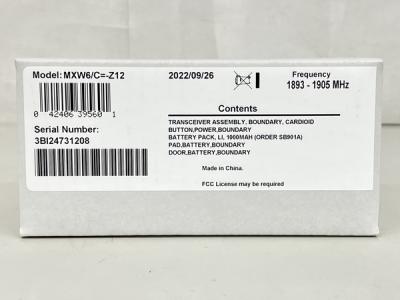 Model: MXW6/C=-Z12
2022/09/26
Frequency
1893 - 1905 MHz
0 42406 39560 1
Serial Number:
3BI24731208
Contents
TRANSCEIVER ASSEMBLY, BOUNDARY, CARDIOID
BUTTON,POWER,BOUNDARY
BATTERY PACK, LI, 1000MAH (ORDER SB901A)
PAD,BATTERY,BOUNDARY
DOOR,BATTERY,BOUNDARY
Made in China.
FCC License may be required